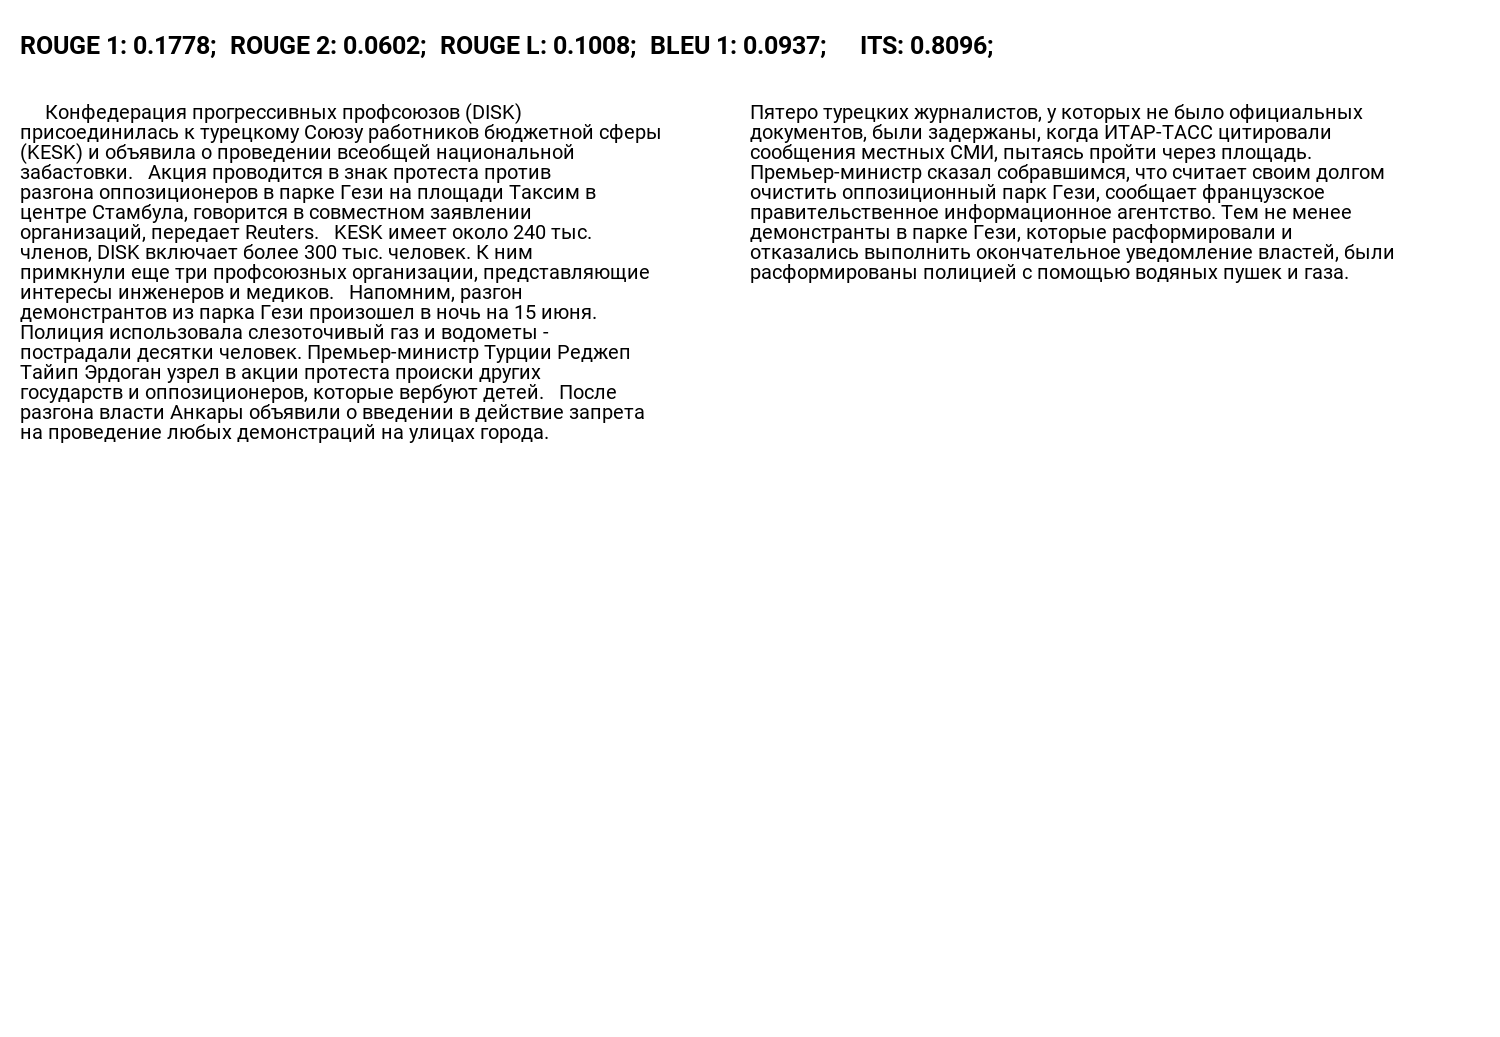 ROUGE 1: 0.1778; ROUGE 2: 0.0602; ROUGE L: 0.1008; BLEU 1: 0.0937; ITS: 0.8096;
Конфедерация прогрессивных профсоюзов (DISK)
присоединилась к турецкому Союзу работников бюджетной сферы
(KESK) и объявила о проведении всеобщей национальной
забастовки. Акция проводится в знак протеста против
разгона оппозиционеров в парке Гези на площади Таксим в
центре Стамбула, говорится в совместном заявлении
организаций, передает Reuters. KESK имеет около 240 тыс.
членов, DISK включает более 300 тыс. человек. К ним
примкнули еще три профсоюзных организации, представляющие
интересы инженеров и медиков. Напомним, разгон
демонстрантов из парка Гези произошел в ночь на 15 июня.
Полиция использовала слезоточивый газ и водометы -
пострадали десятки человек. Премьер-министр Турции Реджеп
Тайип Эрдоган узрел в акции протеста происки других
государств и оппозиционеров, которые вербуют детей. После
разгона власти Анкары объявили о введении в действие запрета
на проведение любых демонстраций на улицах города.
Пятеро турецких журналистов, у которых не было официальных
документов, были задержаны, когда ИТАР-ТАСС цитировали
сообщения местных СМИ, пытаясь пройти через площадь.
Премьер-министр сказал собравшимся, что считает своим долгом
очистить оппозиционный парк Гези, сообщает французское
правительственное информационное агентство. Тем не менее
демонстранты в парке Гези, которые расформировали и
отказались выполнить окончательное уведомление властей, были
расформированы полицией с помощью водяных пушек и газа.